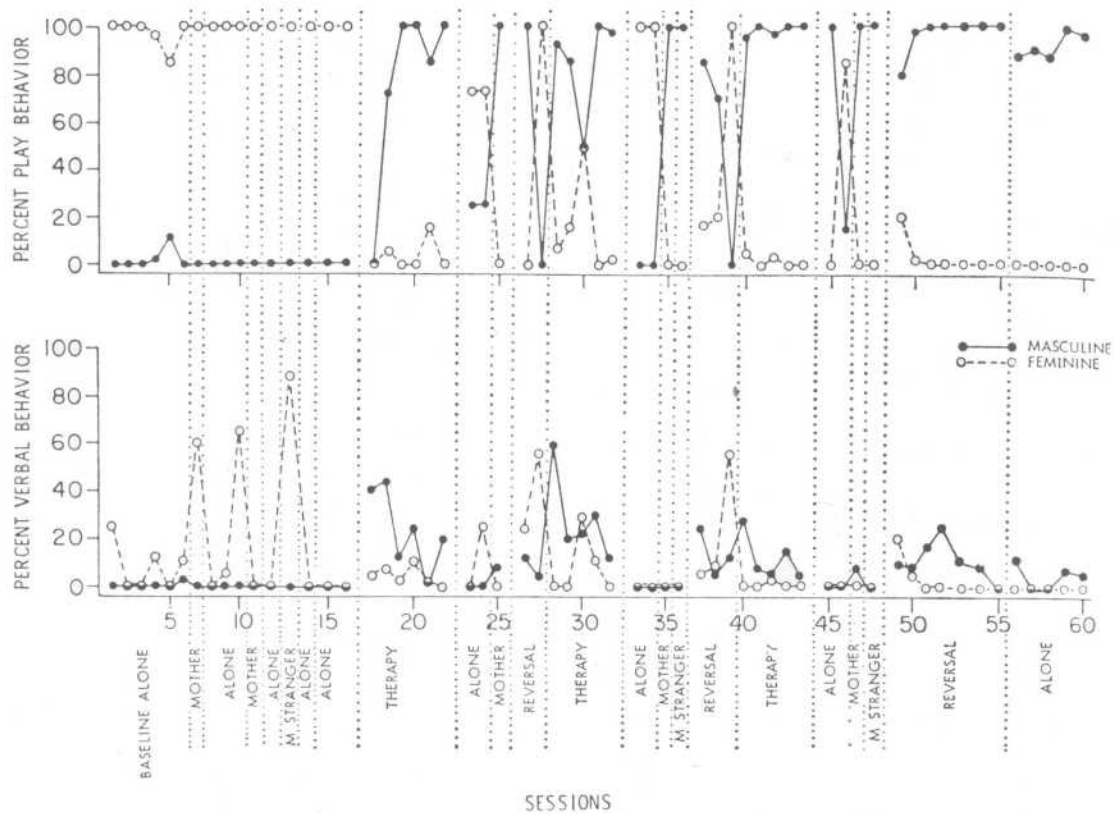 PERCENT PLAY BEHAVIOR
100
80
60
40
20
0
PERCENT VERBAL BEHAVIOR
100
80
60
40
20
0
MASCULINE
FEMININE
5 10 15 20 25 30 35 40 45 50 55 60
BASELINE ALONE
MOTHER
ALONE
MOTHER
ALONE
M. STRANGER
ALONE
ALONE
THERAPY
ALONE
MOTHER
REVERSAL
THERAPY
ALONE
MOTHER
M. STRANGER
REVERSAL
THERAPY
ALONE
MOTHER
M. STRANGER
REVERSAL
ALONE
SESSIONS